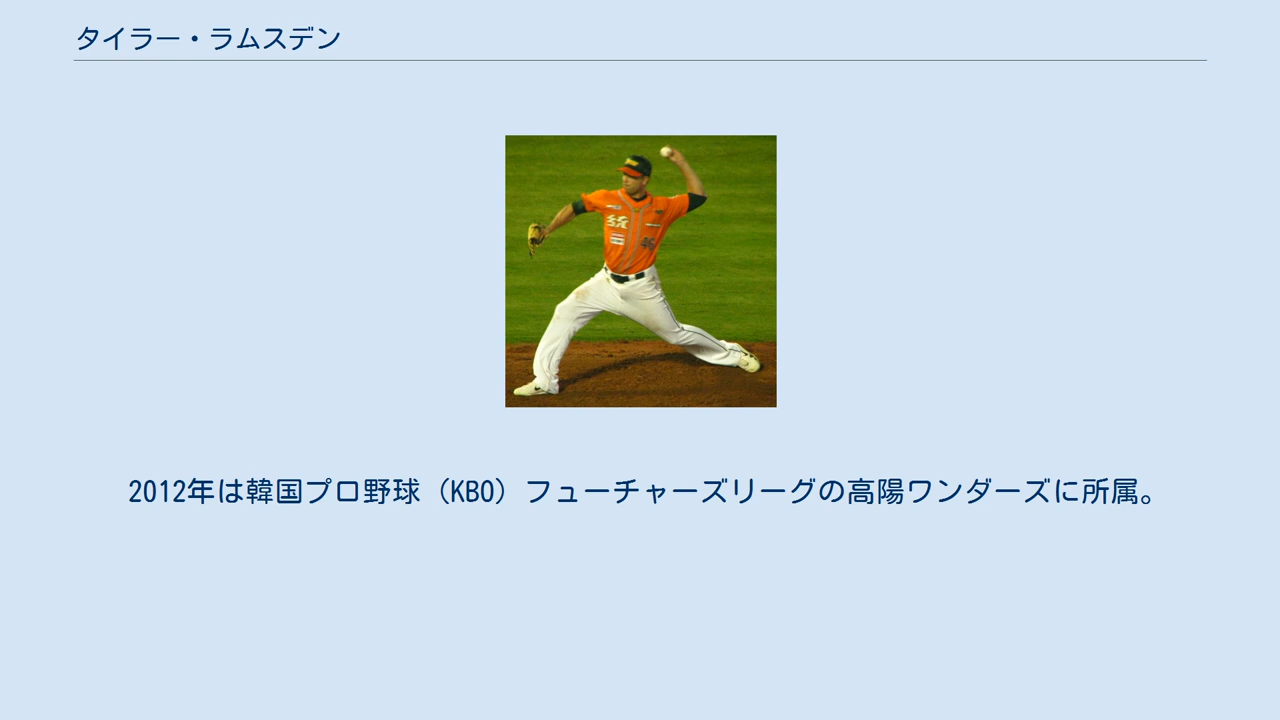 タイラー・ラムスデン
統
46
2012年は韓国プロ野球（KBO）フューチャーズリーグの高陽ワンダーズに所属。